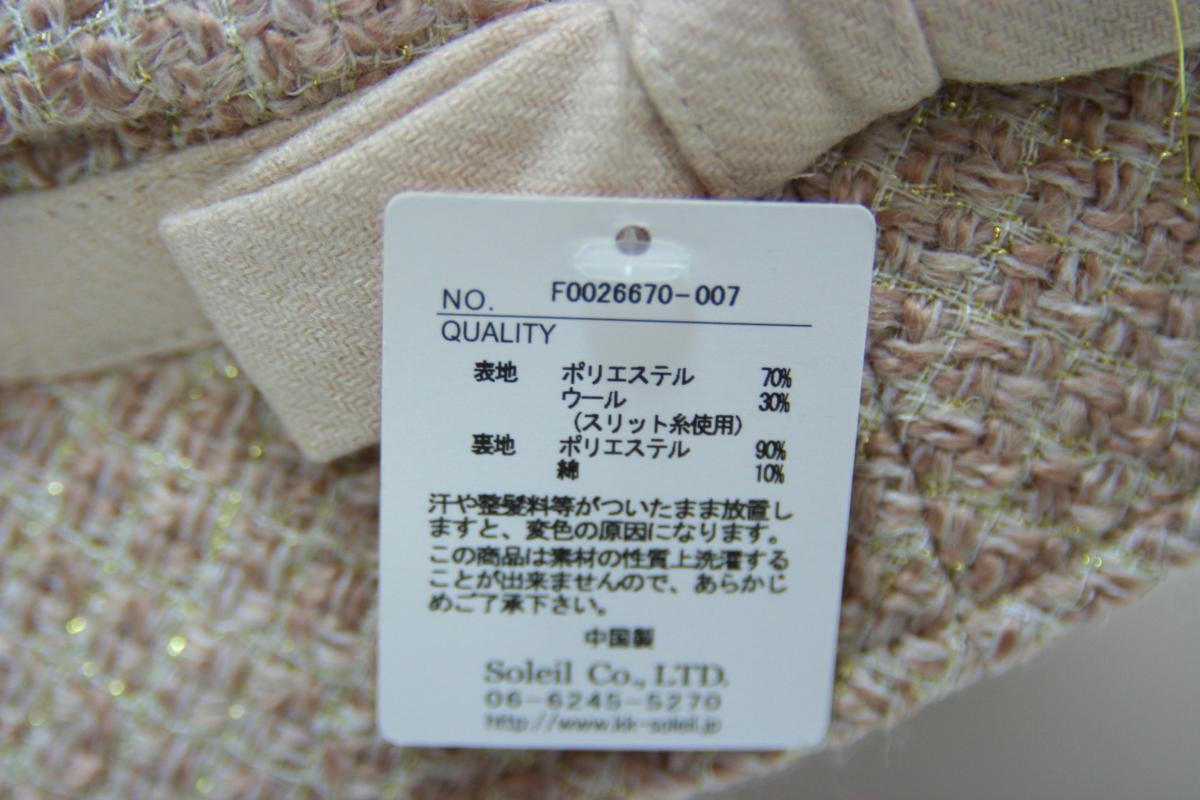 NO. F0026670-007
QUALITY
表地 ポリエステル 70%
ウール 30%
(スリット糸使用)
裏地 ポリエステル 90%
綿 10%
汗や整髪料等がついたまま放置し
ますと、変色の原因になります。
この商品は素材の性質上洗濯する
ことが出来ませんので、あらかじ
めご了承下さい。
中国製
Soleil Co., LTD.
06-6245-5270
http://www.kk-soleil.jp